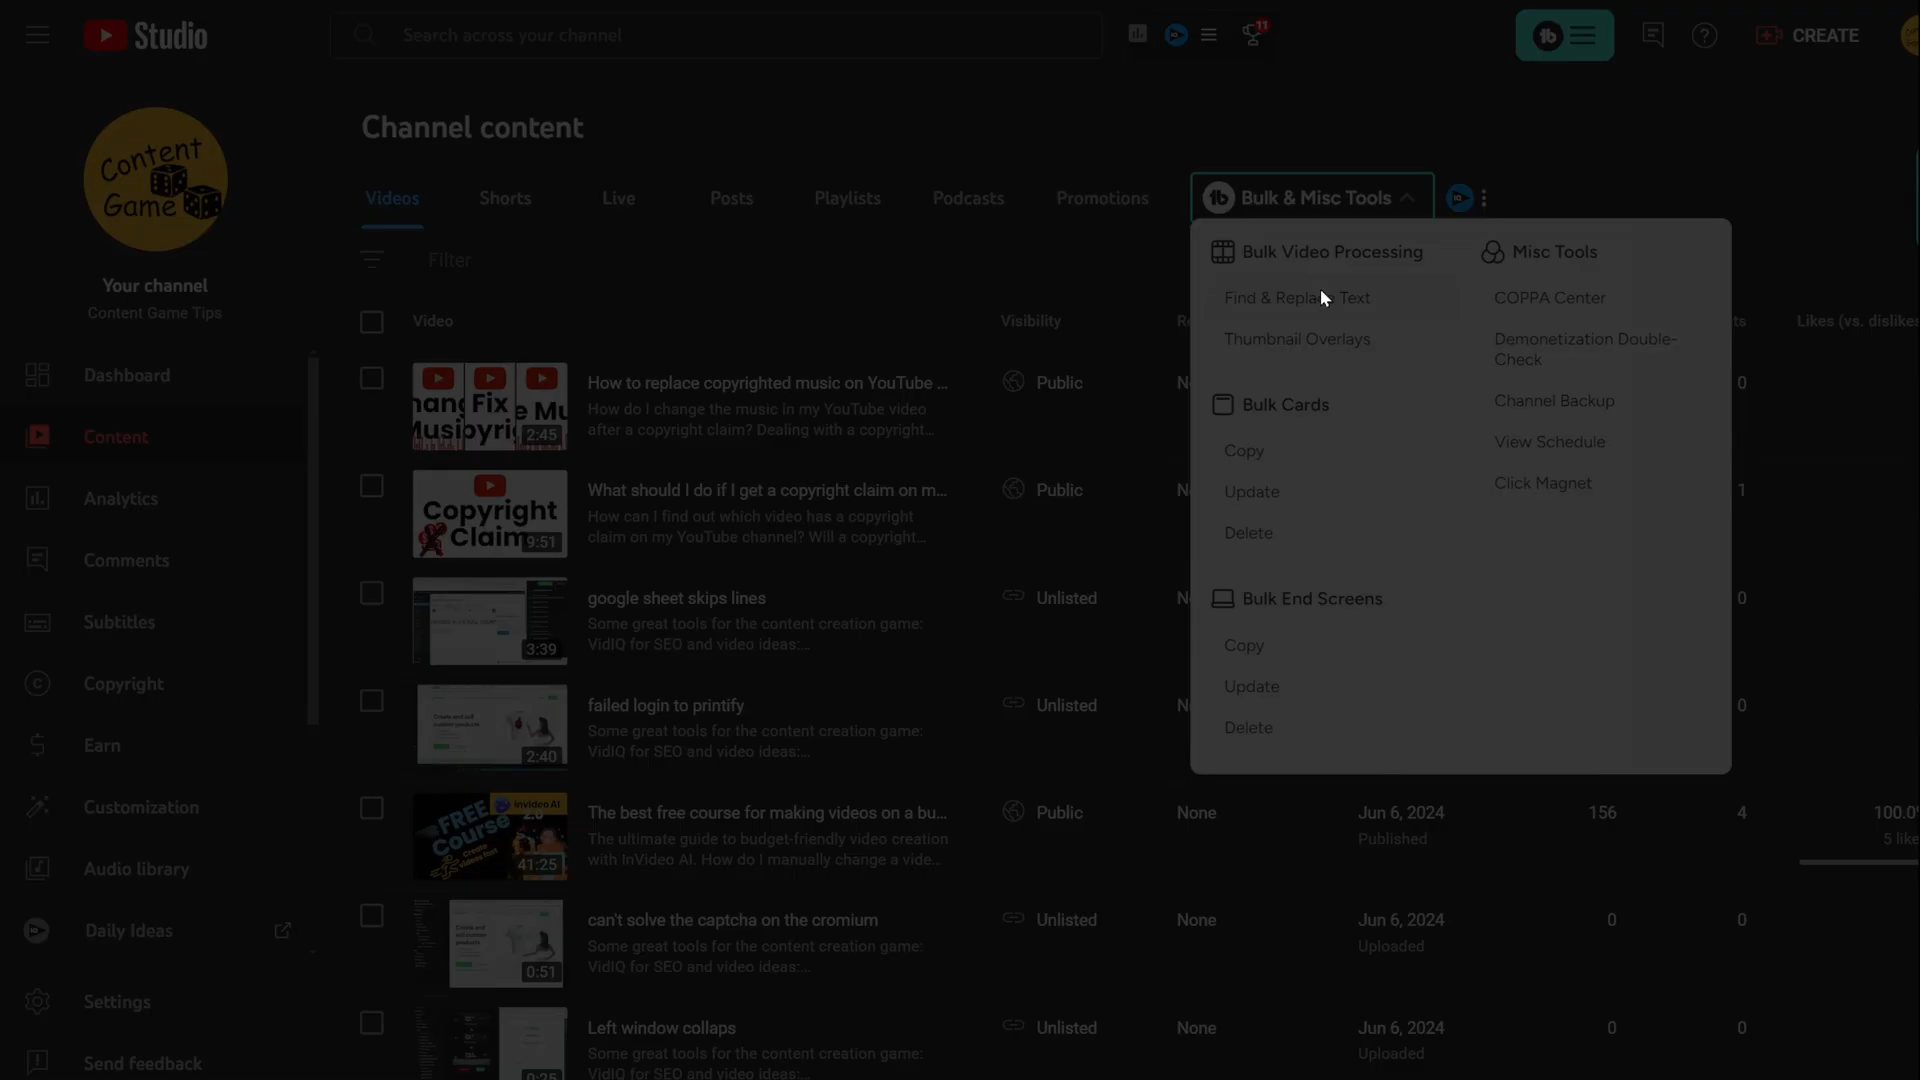 Studio
Search across your channel
11
CREATE
Content
Game
Your channel
Content Game Tips
Dashboard
Content
Analytics
Comments
Subtitles
Copyright
Earn
Customization
Audio library
Daily Ideas
Settings
Send feedback
Channel content
Videos
Shorts
Live
Posts
Playlists
Podcasts
Promotions
Bulk & Misc Tools
Filter
Bulk Video Processing
Find & Replace Text
Thumbnail Overlays
Bulk Cards
Copy
Update
Delete
Bulk End Screens
Copy
Update
Delete
Misc Tools
COPPA Center
Demonetization Double-
Check
Channel Backup
View Schedule
Click Magnet
Video
Visibility
Likes (vs. dislikes
2:45
How to replace copyrighted music on YouTube ...
How do I change the music in my YouTube video
after a copyright claim? Dealing with a copyright...
Public
0
Copyright
Claim
9:51
What should I do if I get a copyright claim on m...
How can I find out which video has a copyright
claim on my YouTube channel? Will a copyright...
Public
1
3:39
google sheet skips lines
Some great tools for the content creation game:
VidIQ for SEO and video ideas:...
Unlisted
0
2:40
failed login to printify
Some great tools for the content creation game:
VidIQ for SEO and video ideas:...
Unlisted
0
invideo AI
FREE
Course
41:25
The best free course for making videos on a bu...
The ultimate guide to budget-friendly video creation
with InVideo AI. How do I manually change a vide...
Public
None
Jun 6, 2024
Published
156
4
100.0
5 like
0:51
can't solve the captcha on the cromium
Some great tools for the content creation game:
VidIQ for SEO and video ideas:...
Unlisted
None
Jun 6, 2024
Uploaded
0
0
0:25
Left window collaps
Some great tools for the content creation game:
VidIQ for SEO and video ideas:...
Unlisted
None
Jun 6, 2024
Uploaded
0
0